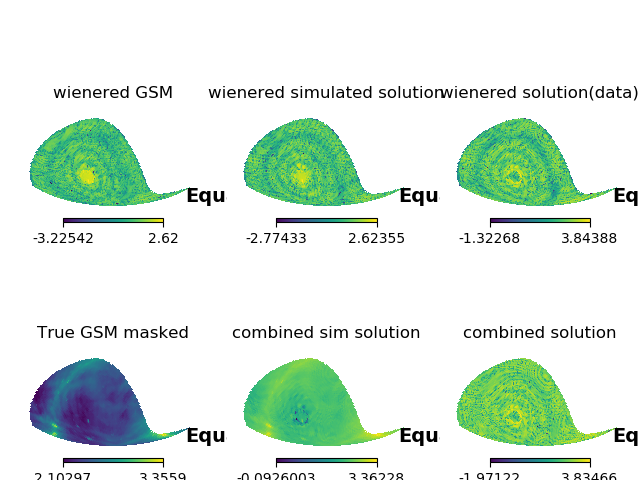 wienered GSM wienered simulated solution wienered solution(data)
Equ Equ Eq
-3.22542 2.62 -2.77433 2.62355 -1.32268 3.84388
True GSM masked combined sim solution combined solution
Equ Equ Eq
2.10297 3.3559 -0.0926003 3.36228 -1.97122 3.83466